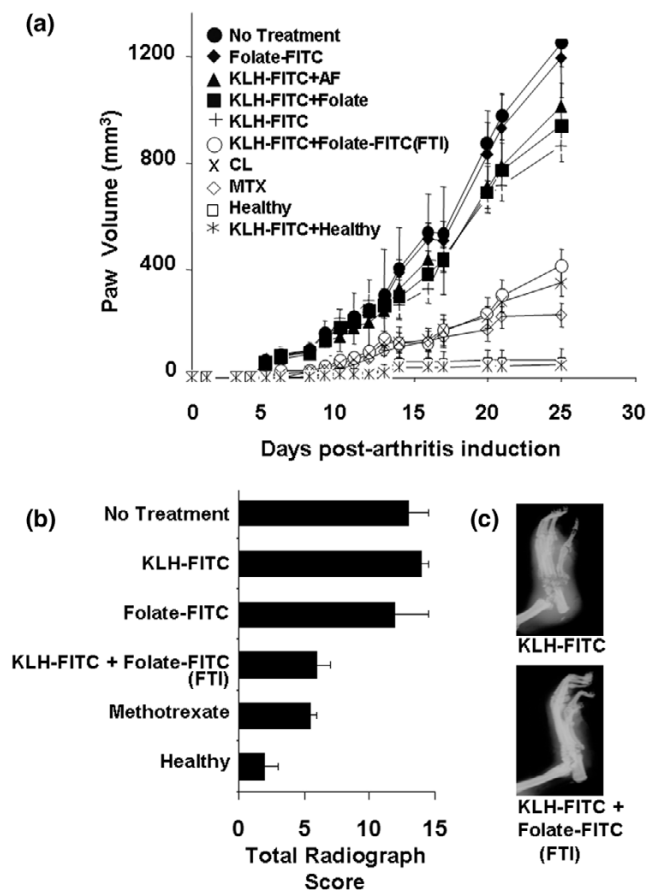 (a)
No Treatment
Folate-FITC
KLH-FITC+AF
KLH-FITC+Folate
KLH-FITC
KLH-FITC+Folate-FITC(FTI)
CL
MTX
Healthy
KLH-FITC+Healthy
Paw Volume (mm³)
1200
800
400
0
0 5 10 15 20 25 30
Days post-arthritis induction
(b)
No Treatment
KLH-FITC
Folate-FITC
KLH-FITC + Folate-FITC
(FTI)
Methotrexate
Healthy
0 5 10 15
Total Radiograph
Score
(c)
KLH-FITC
KLH-FITC +
Folate-FITC
(FTI)